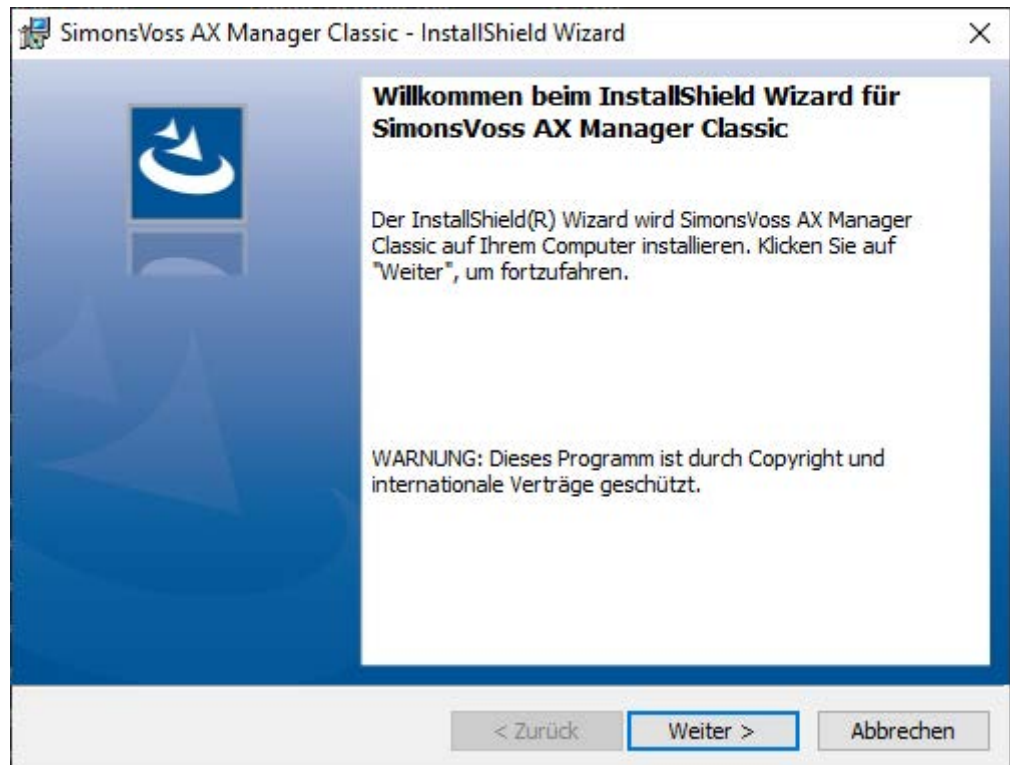 SimonsVoss AX Manager Classic - InstallShield Wizard
Willkommen beim InstallShield Wizard für
SimonsVoss AX Manager Classic
Der InstallShield(R) Wizard wird SimonsVoss AX Manager
Classic auf Ihrem Computer installieren. Klicken Sie auf
"Weiter", um fortzufahren.
WARNUNG: Dieses Programm ist durch Copyright und
internationale Verträge geschützt.
< Zurück Weiter > Abbrechen